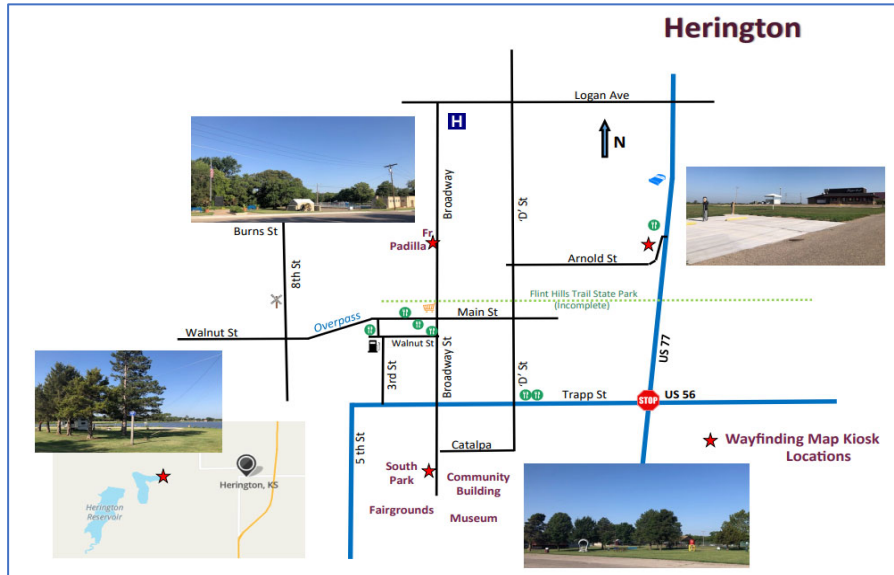 Herington
Logan Ave
H
N
Broadway
'D' St
Burns St
8th St
Fr
Padilla
Arnold St
Flint Hills Trail State Park
(Incomplete)
Main St
Overpass
Walnut St
Walnut St
3rd St
Broadway St
'D' St
US 77
Trapp St
STOP
US 56
5 th St
Catalpa
Wayfinding Map Kiosk
Locations
South
Park
Community
Building
Fairgrounds
Museum
Herington, KS
Herington
Reservoir